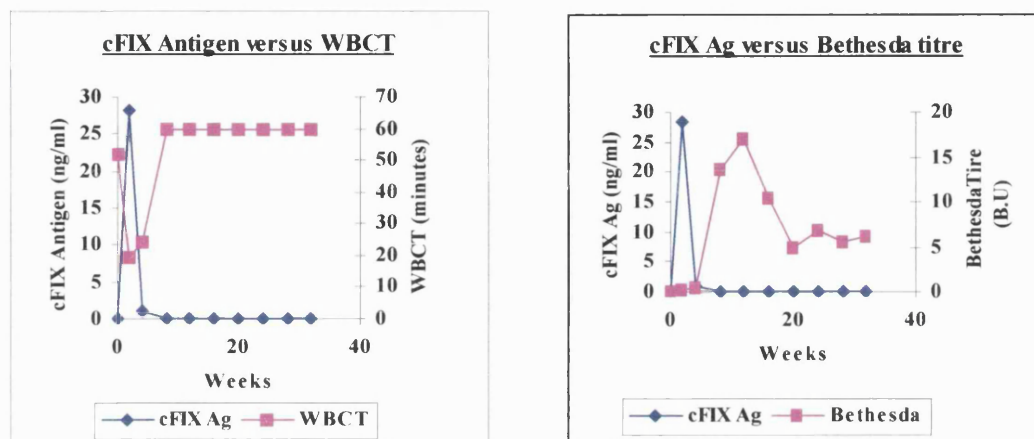 cFIX Antigen versus WBCT
30
25
20
15
10
5
0
cFIX Antigen (ng/ml)
70
60
50
40
30
20
10
0
WBCT (minutes)
0
20
40
Weeks
cFIX Ag
WBCT
cFIX Ag versus Bethesda titre
30
25
20
15
10
5
0
cFIX Ag (ng/ml)
20
15
10
5
0
BethesdaTire
(B.U)
0
20
40
Weeks
cFIX Ag
Bethesda